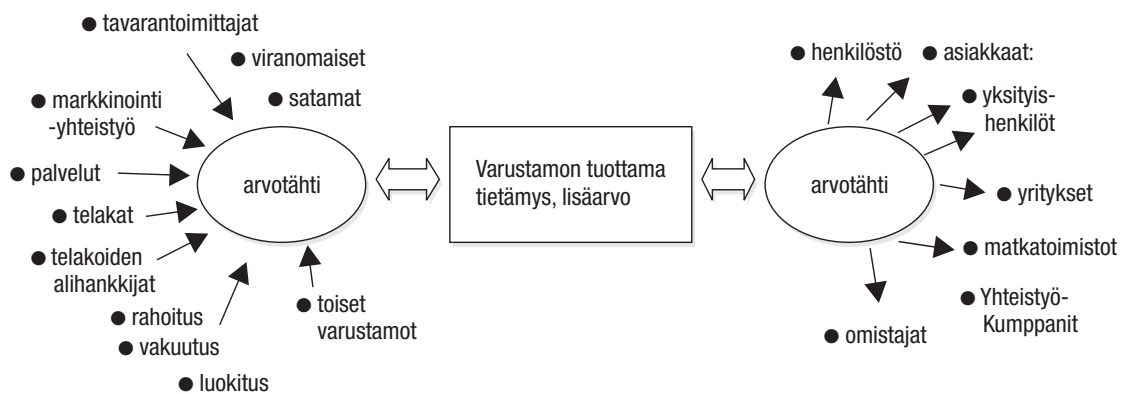 ● tavarantoimittajat
● viranomaiset
● satamat
● markkinointi
-yhteistyö
● palvelut
● telakat
● telakoiden
alihankkijat
● rahoitus
● vakuutus
● luokitus
● toiset
varustamot
arvotähti
Varustamon tuottama
tietämys, lisäarvo
arvotähti
● henkilöstö
● asiakkaat:
● yksityis-
henkilöt
● yritykset
● matkatoimistot
● Yhteistyö-
Kumppanit
● omistajat